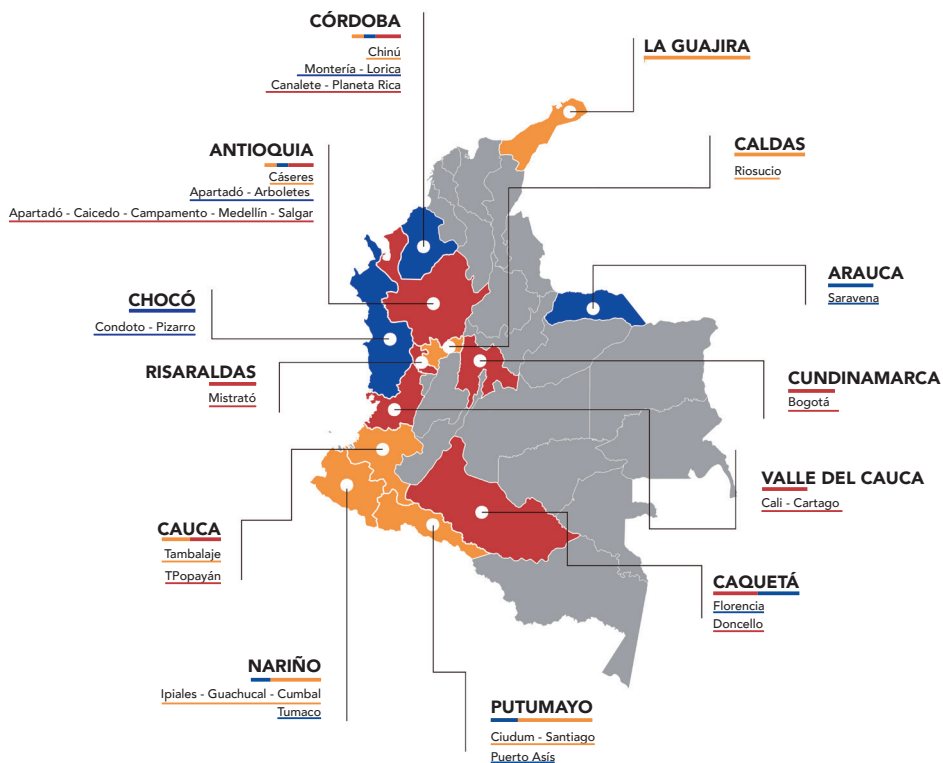 CÓRDOBA
Chinú
Montería - Lorica
Canalete - Planeta Rica
LA GUAJIRA
ANTIOQUIA
Cáseres
Apartadó - Arboletes
Apartadó - Caicedo - Campamento - Medellín - Salgar
CALDAS
Riosucio
ARAUCA
Saravena
CHOCÓ
Condoto - Pizarro
RISARALDAS
Mistrató
CUNDINAMARCA
Bogotá
VALLE DEL CAUCA
Cali - Cartago
CAUCA
Tambalaje
TPopayán
CAQUETÁ
Florencia
Doncello
NARIÑO
Ipiales - Guachucal - Cumbal
Tumaco
PUTUMAYO
Ciudum - Santiago
Puerto Asís